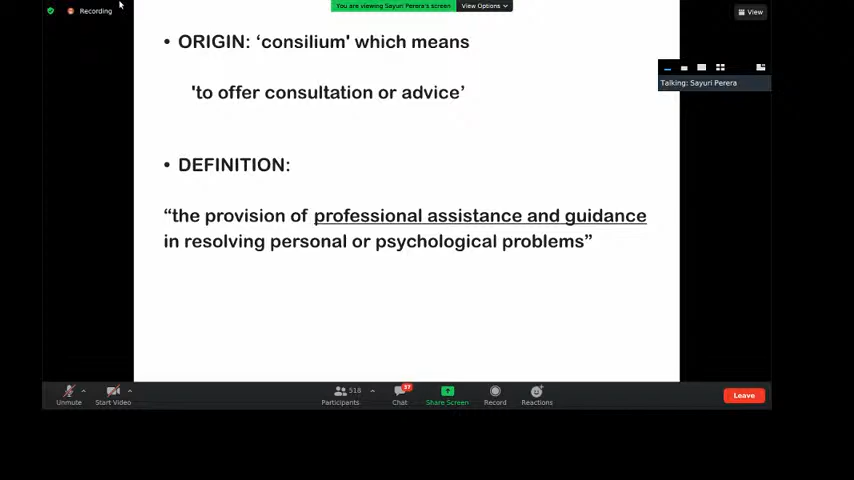 Recording
You are viewing Sayuri Perera's screen
View Options
View
Talking: Sayuri Perera
• ORIGIN: ‘consilium' which means
'to offer consultation or advice’
• DEFINITION:
“the provision of professional assistance and guidance
in resolving personal or psychological problems”
Unmute
Start Video
518
Participants
37
Chat
Share Screen
Record
Reactions
Leave